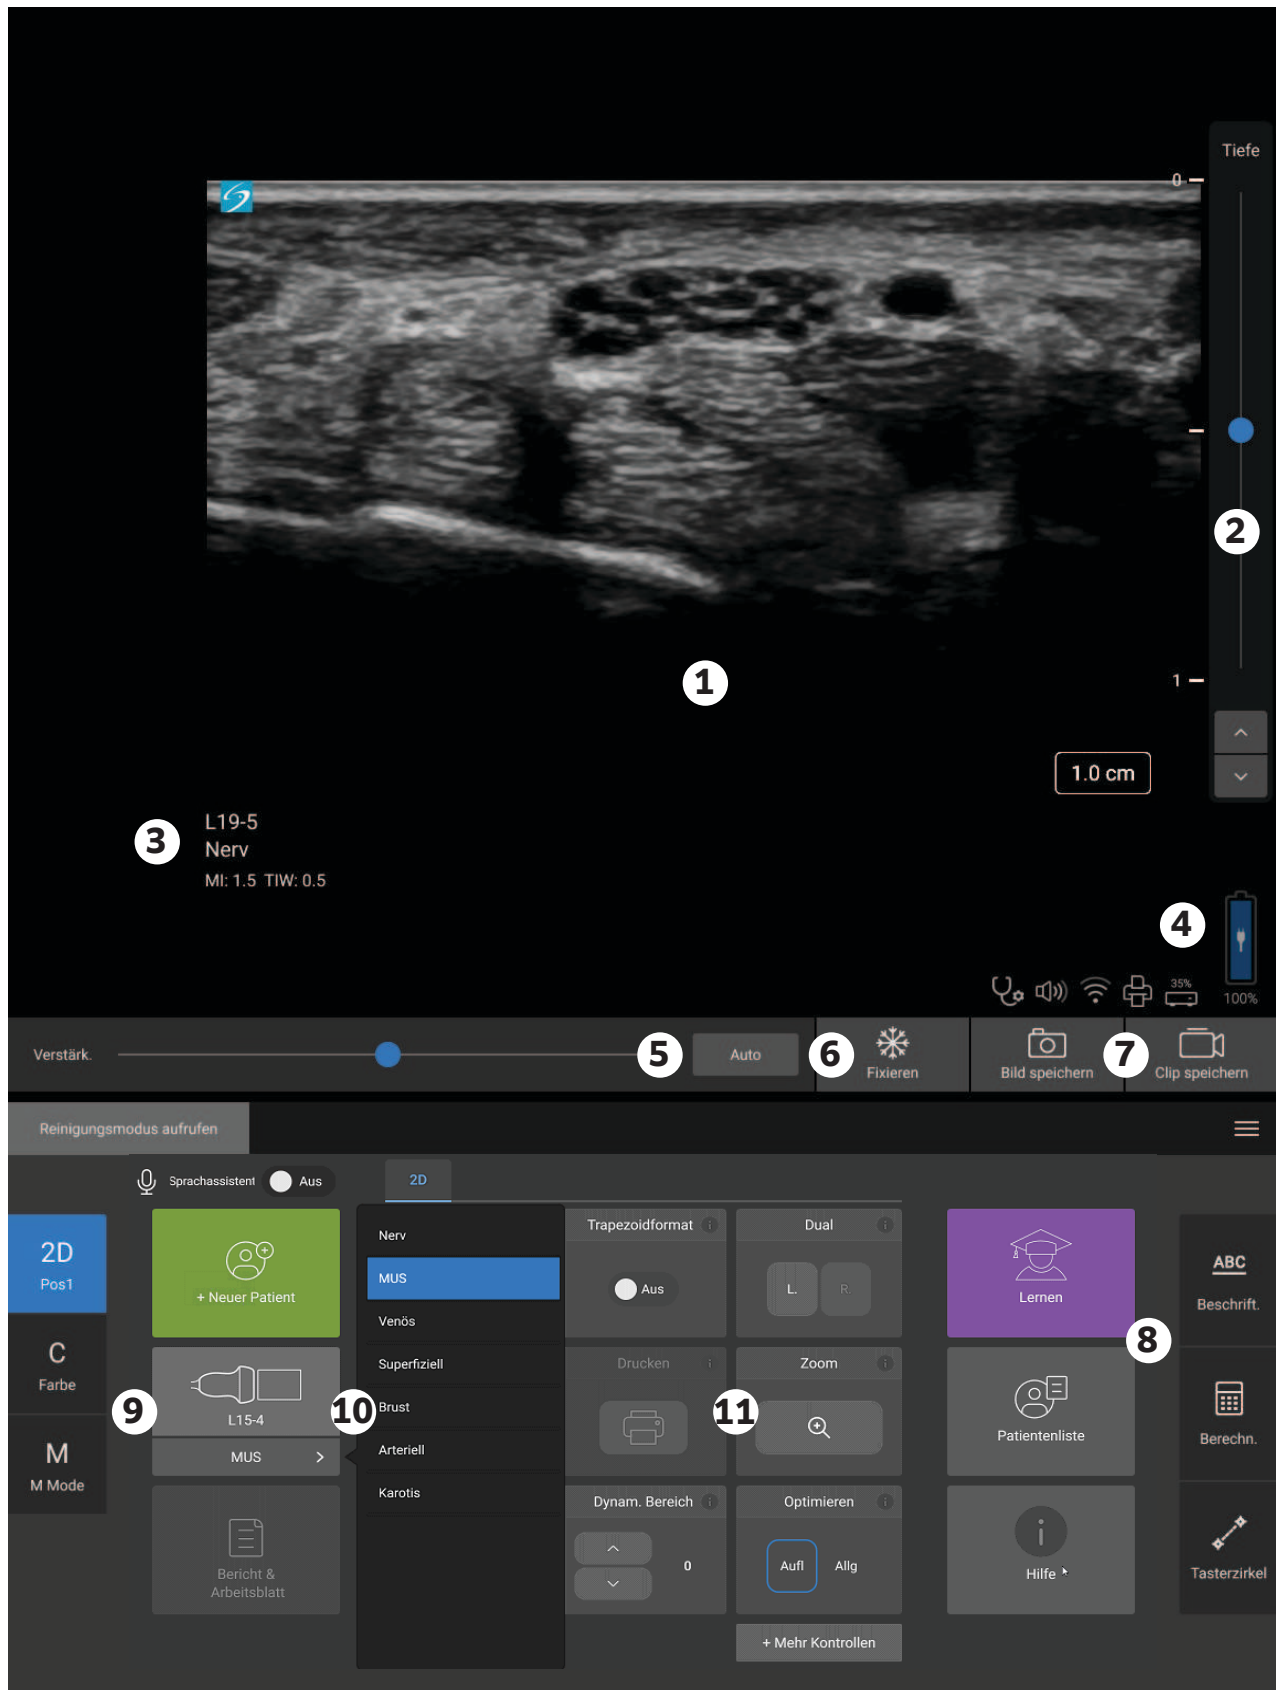 Tiefe
0
2
1
1
1.0 cm
3
L19-5
Nerv
MI: 1.5 TIW: 0.5
4
35%
100%
Verstärk.
5
Auto
6
Fixieren
Bild speichern
7
Clip speichern
Reinigungsmodus aufrufen
Sprachassistent
Aus
2D
2D
Pos1
C
Farbe
M
M Mode
+ Neuer Patient
9
L15-4
MUS
Bericht &
Arbeitsblatt
10
Nerv
MUS
Venös
Superfiziell
Brust
Arteriell
Karotis
Trapezoidformat
Aus
Dual
L.
R.
Drucken
11
Zoom
Dynam. Bereich
0
Optimieren
Aufl
Allg
+ Mehr Kontrollen
Lernen
8
Patientenliste
Hilfe
ABC
Beschrift.
Berechn.
Tasterzirkel